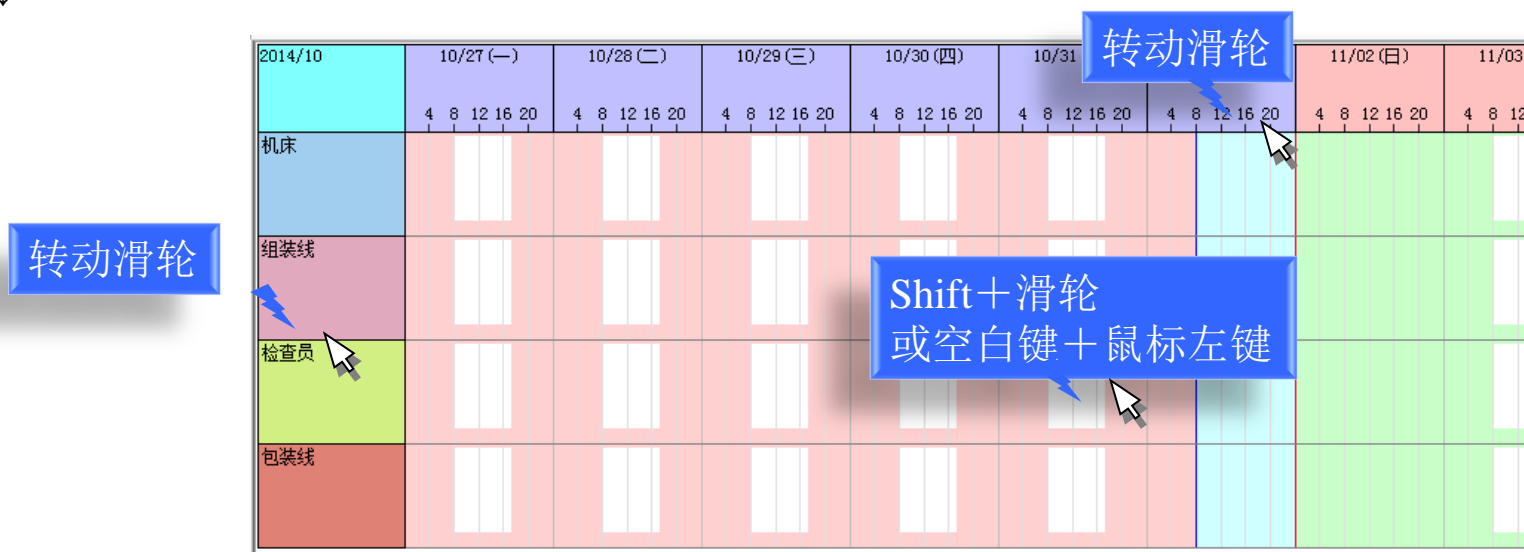 转动滑轮
2014/10 10/27(一) 10/28(二) 10/29(三) 10/30(四) 10/31 11/02(日) 11/03
4 8 12 16 20 4 8 12 16 20 4 8 12 16 20 4 8 12 16 20 4 8 12 16 20 4 8 12 16 20 4 8 12 16 20 4 8 12
机床
组装线
转动滑轮
Shift＋滑轮
或空白键＋鼠标左键
检查员
包装线